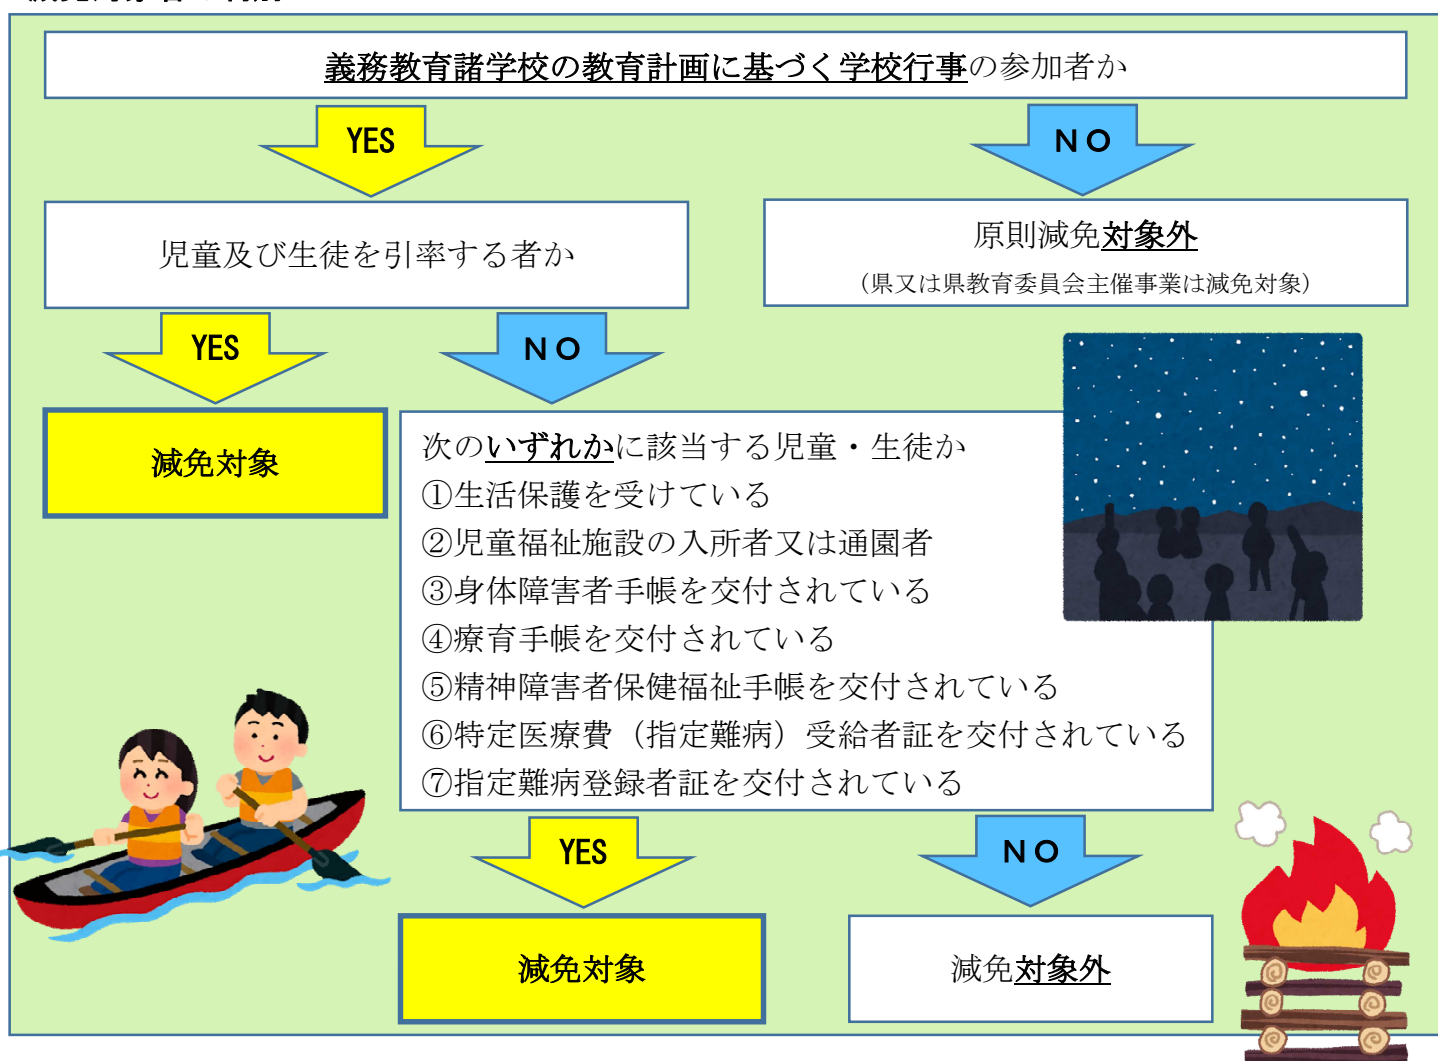 義務教育諸学校の教育計画に基づく学校行事の参加者か
YES
ＮＯ
児童及び生徒を引率する者か
原則減免対象外
（県又は県教育委員会主催事業は減免対象）
YES
ＮＯ
減免対象
次のいずれかに該当する児童・生徒か
①生活保護を受けている
②児童福祉施設の入所者又は通園者
③身体障害者手帳を交付されている
④療育手帳を交付されている
⑤精神障害者保健福祉手帳を交付されている
⑥特定医療費（指定難病）受給者証を交付されている
⑦指定難病登録者証を交付されている
YES
ＮＯ
減免対象
減免対象外